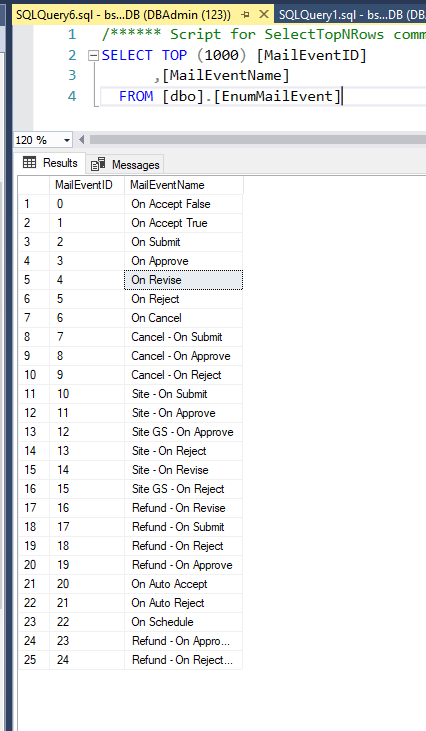 SQLQuery6.sql - bs...DB (DBAdmin (123))
SQLQuery1.sql - bs...DB (DB
1 /****** Script for SelectTopNRows comm
2 SELECT TOP (1000) [MailEventID]
3 ,[MailEventName]
4 FROM [dbo].[EnumMailEvent]
120 %
Results Messages
MailEventID MailEventName
1 0 On Accept False
2 1 On Accept True
3 2 On Submit
4 3 On Approve
5 4 On Revise
6 5 On Reject
7 6 On Cancel
8 7 Cancel - On Submit
9 8 Cancel - On Approve
10 9 Cancel - On Reject
11 10 Site - On Submit
12 11 Site - On Approve
13 12 Site GS - On Approve
14 13 Site - On Reject
15 14 Site - On Revise
16 15 Site GS - On Reject
17 16 Refund - On Revise
18 17 Refund - On Submit
19 18 Refund - On Reject
20 19 Refund - On Approve
21 20 On Auto Accept
22 21 On Auto Reject
23 22 On Schedule
24 23 Refund - On Appro...
25 24 Refund - On Reject...